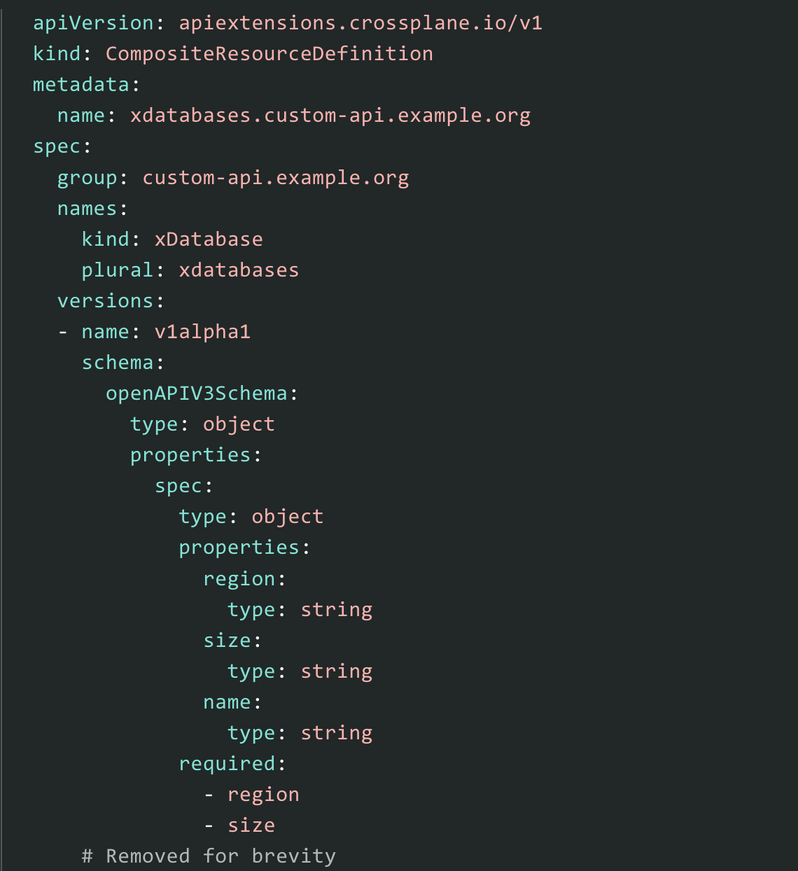 apiVersion: apiextensions.crossplane.io/v1
kind: CompositeResourceDefinition
metadata:
  name: xdatabases.custom-api.example.org
spec:
  group: custom-api.example.org
  names:
    kind: xDatabase
    plural: xdatabases
  versions:
  - name: v1alpha1
    schema:
      openAPIV3Schema:
        type: object
        properties:
          spec:
            type: object
            properties:
              region:
                type: string
              size:
                type: string
              name:
                type: string
            required:
              - region
              - size
    # Removed for brevity